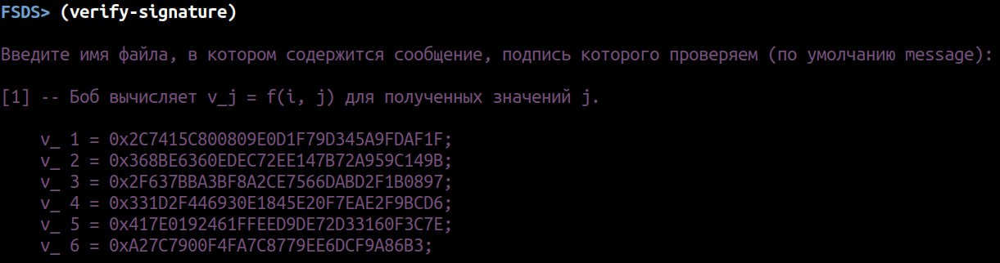 FSDS> (verify-signature)
Введите имя файла, в котором содержится сообщение, подпись которого проверяем (по умолчанию message):
[1] -- Боб вычисляет v_j = f(i, j) для полученных значений j.
v_ 1 = 0x2C7415C800809E0D1F79D345A9FDAF1F;
v_ 2 = 0x368BE6360EDEC72EE147B72A959C149B;
v_ 3 = 0x2F637BBA3BF8A2CE7566DABD2F1B0897;
v_ 4 = 0x331D2F446930E1845E20F7EAE2F9BCD6;
v_ 5 = 0x417E0192461FFEED9DE72D33160F3C7E;
v_ 6 = 0xA27C7900F4FA7C8779EE6DCF9A86B3;